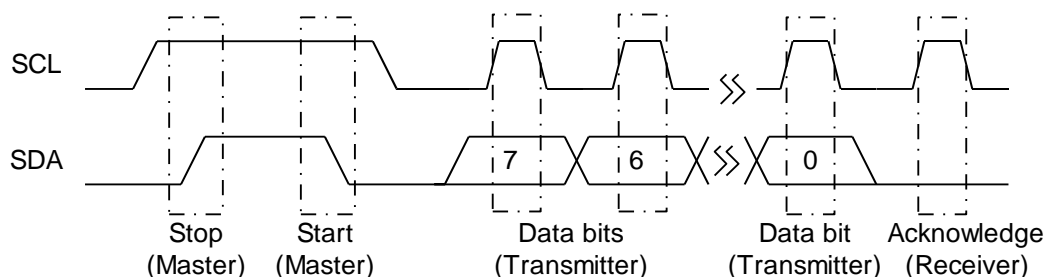 SCL
SDA
7 6 0
Stop Start Data bits Data bit Acknowledge
(Master) (Master) (Transmitter) (Transmitter) (Receiver)